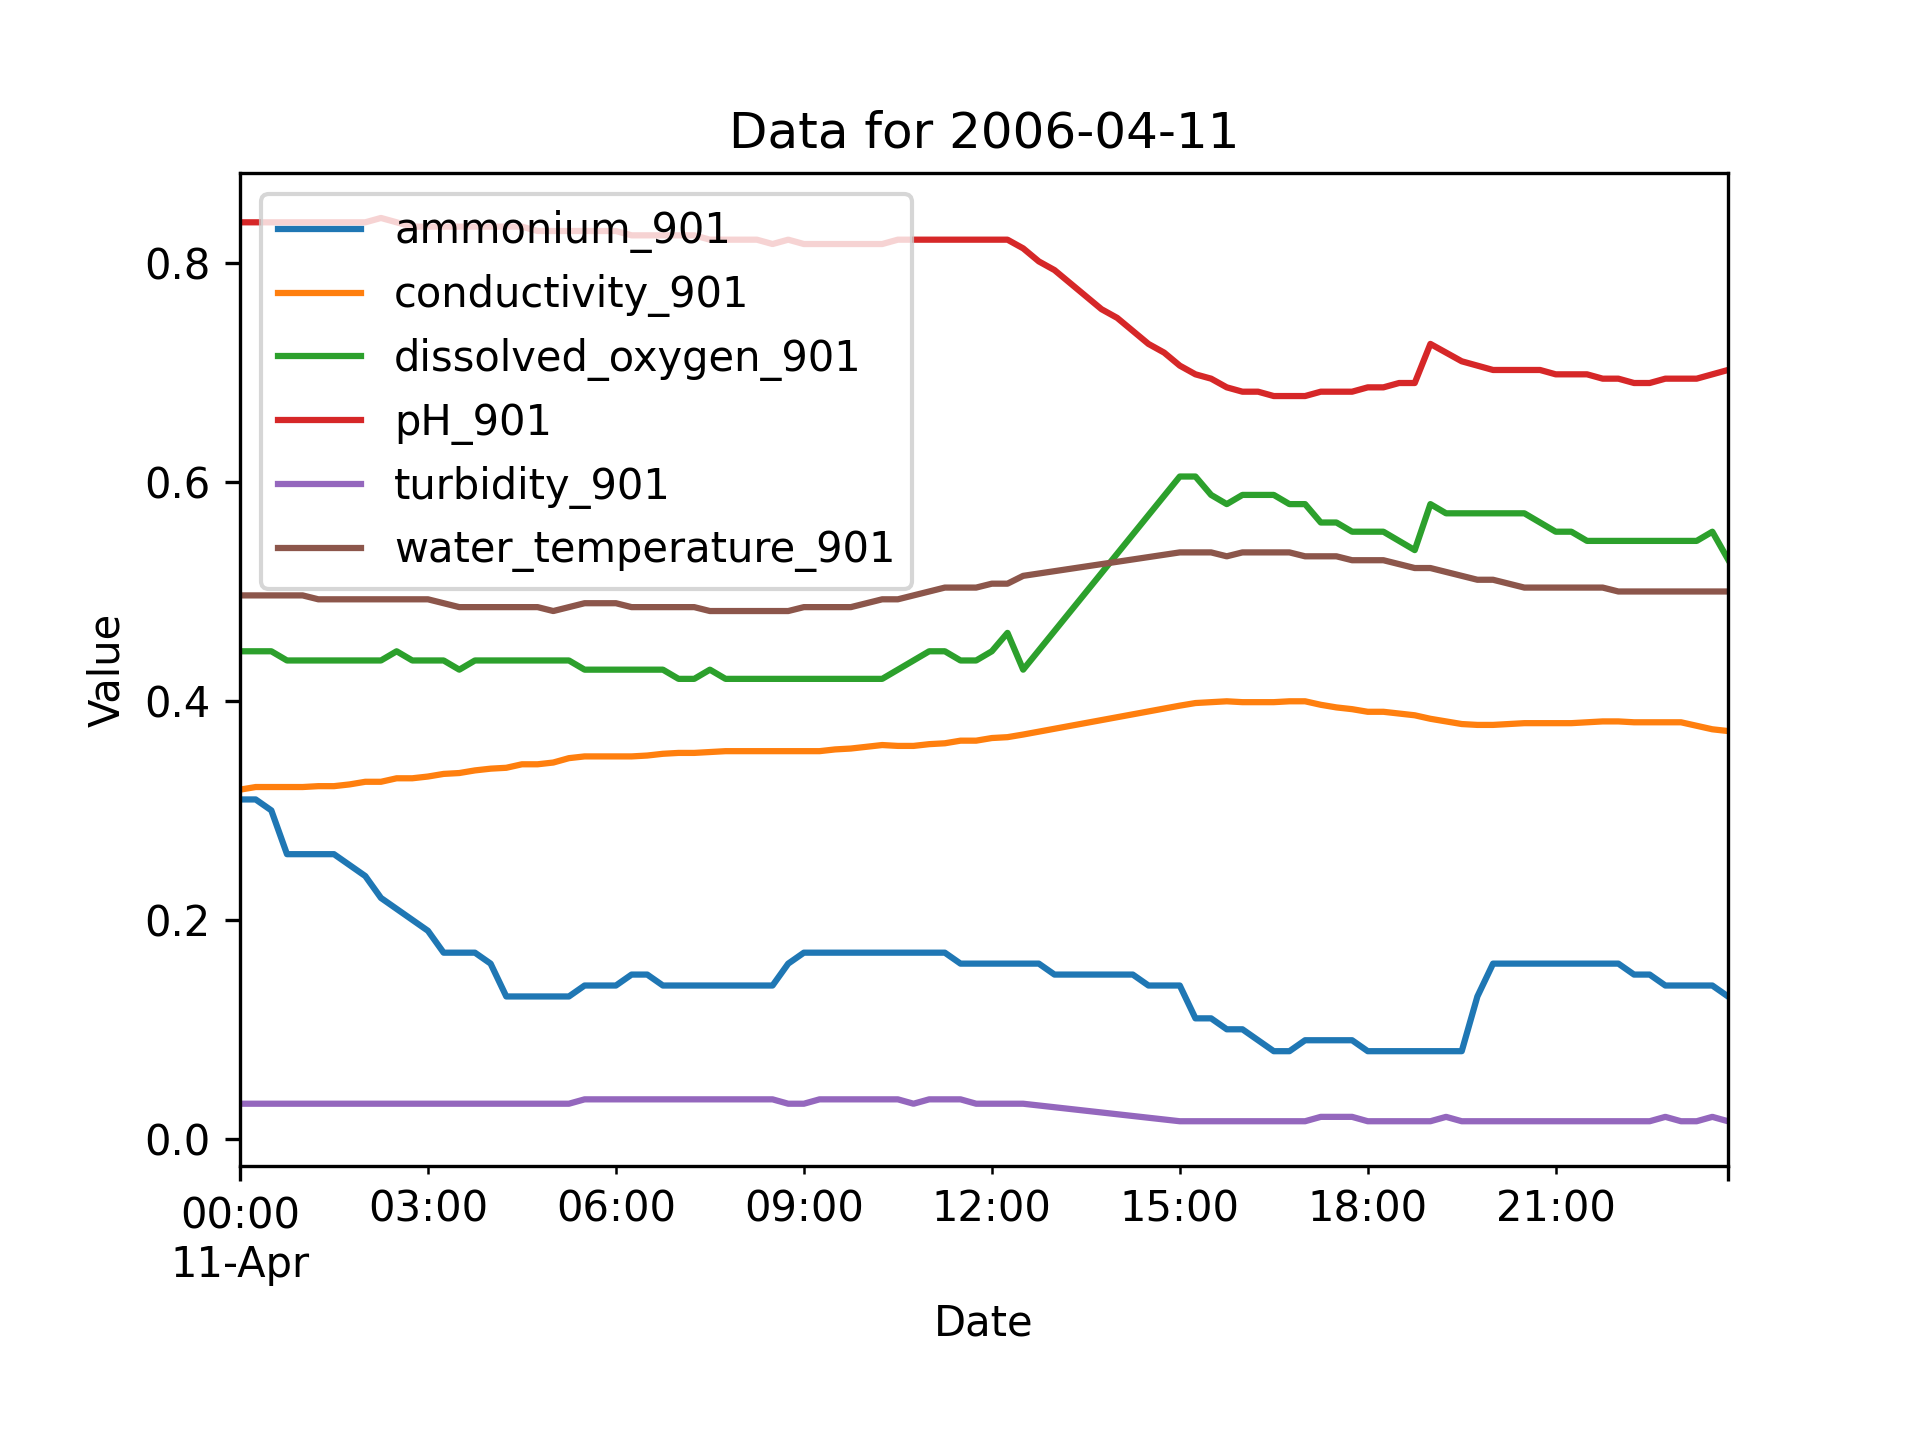 Data for 2006-04-11
ammonium_901
conductivity_901
dissolved_oxygen_901
pH_901
turbidity_901
water_temperature_901
Value
0.8
0.6
0.4
0.2
0.0
00:00 03:00 06:00 09:00 12:00 15:00 18:00 21:00
11-Apr
Date